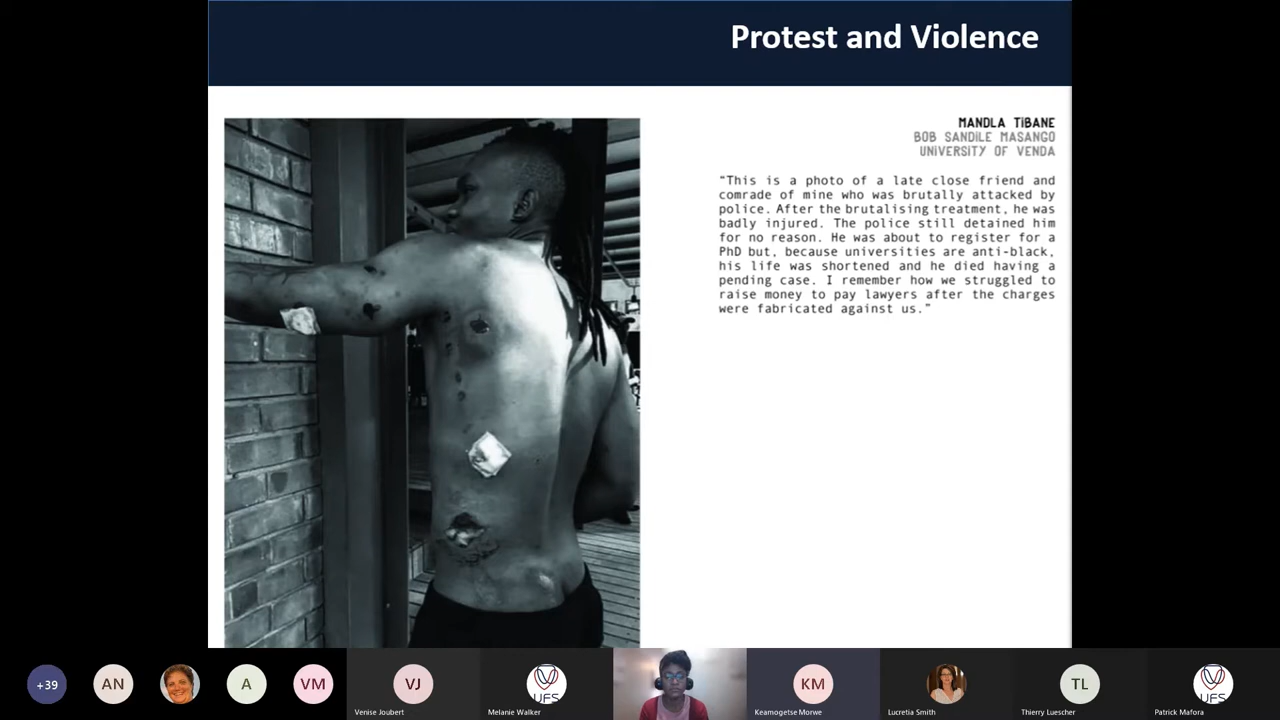 Protest and Violence
MANDLA TiBANE
BOB SANDiLE MASANGO
UNiVERSiTY OF VENDA
“This is a photo of a late close friend and
comrade of mine who was brutally attacked by
police. After the brutalising treatment, he was
badly injured. The police still detained him
for no reason. He was about to register for a
PhD but, because universities are anti-black,
his life was shortened and he died having a
pending case. I remember how we struggled to
raise money to pay lawyers after the charges
were fabricated against us.”
+39
AN
A
VM
VJ
UFS
KM
TL
UFS
Venise Joubert
Melanie Walker
Keamogetse Morwe
Lucretia Smith
Thierry Luescher
Patrick Mafora